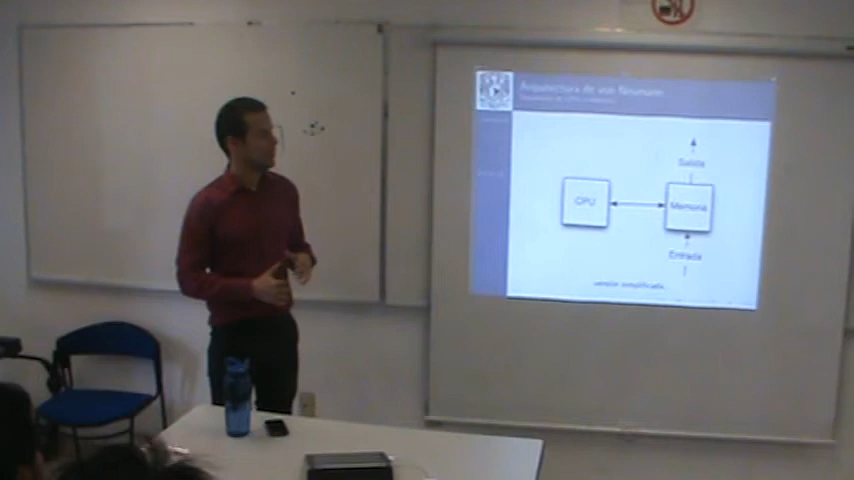 Arquitectura de von Neumann
Salida
CPU
Memoria
Entrada
versión simplificada